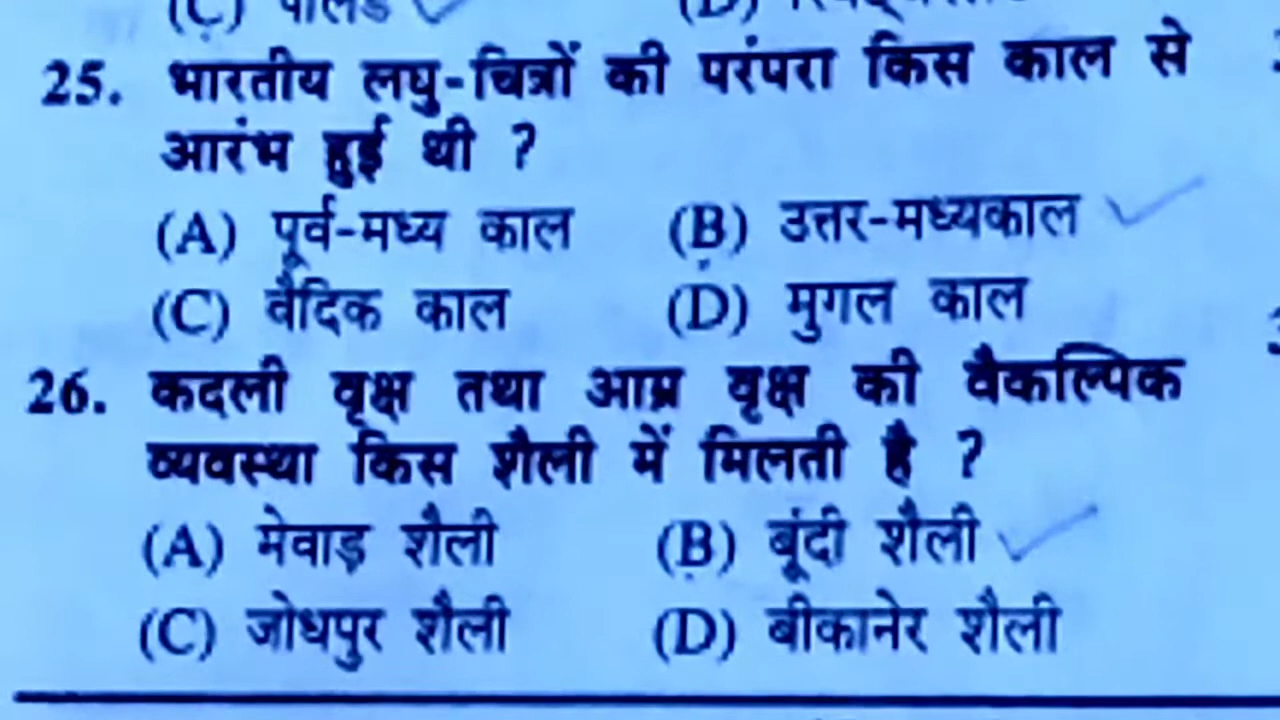 (C) पोलैंड (D)
25. भारतीय लघु-चित्रों की परंपरा किस काल से
आरंभ हुई थी ?
(A) पूर्व-मध्य काल (B) उत्तर-मध्यकाल
(C) वैदिक काल (D) मुगल काल
26. कदली वृक्ष तथा आम्र वृक्ष की वैकल्पिक
व्यवस्था किस शैली में मिलती है ?
(A) मेवाड़ शैली (B) बूंदी शैली
(C) जोधपुर शैली (D) बीकानेर शैली